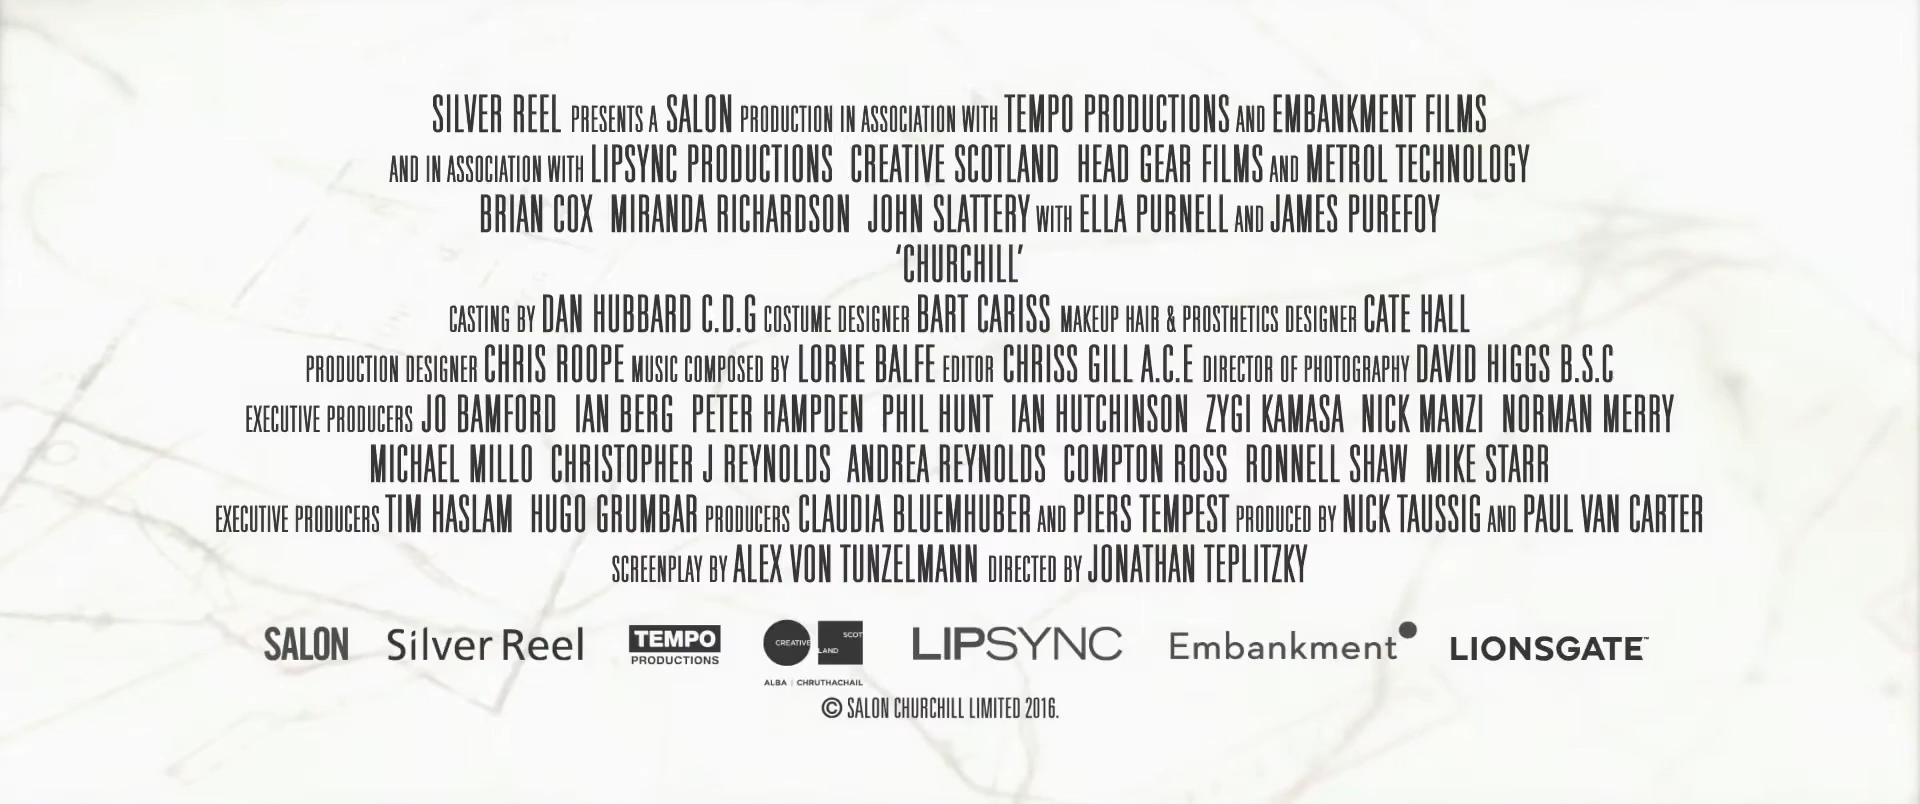 SILVER REEL PRESENTS A SALON PRODUCTION IN ASSOCIATION WITH TEMPO PRODUCTIONS AND EMBANKMENT FILMS
AND IN ASSOCIATION WITH LIPSYNC PRODUCTIONS CREATIVE SCOTLAND HEAD GEAR FILMS AND METROL TECHNOLOGY
BRIAN COX MIRANDA RICHARDSON JOHN SLATTERY WITH ELLA PURNELL AND JAMES PUREFOY
‘CHURCHILL’
CASTING BY DAN HUBBARD C.D.G COSTUME DESIGNER BART CARISS MAKEUP HAIR & PROSTHETICS DESIGNER CATE HALL
PRODUCTION DESIGNER CHRIS ROOPE MUSIC COMPOSED BY LORNE BALFE EDITOR CHRISS GILL A.C.E DIRECTOR OF PHOTOGRAPHY DAVID HIGGS B.S.C
EXECUTIVE PRODUCERS JO BAMFORD IAN BERG PETER HAMPDEN PHIL HUNT IAN HUTCHINSON ZYGI KAMASA NICK MANZI NORMAN MERRY
MICHAEL MILLO CHRISTOPHER J REYNOLDS ANDREA REYNOLDS COMPTON ROSS RONNELL SHAW MIKE STARR
EXECUTIVE PRODUCERS TIM HASLAM HUGO GRUMBAR PRODUCERS CLAUDIA BLUEMHUBER AND PIERS TEMPEST PRODUCED BY NICK TAUSSIG AND PAUL VAN CARTER
SCREENPLAY BY ALEX VON TUNZELMANN DIRECTED BY JONATHAN TEPLITZKY
SALON Silver Reel TEMPO PRODUCTIONS CREATIVE SCOTLAND ALBA | CHRUTHACHAIL LIPSYNC Embankment LIONSGATE™
© SALON CHURCHILL LIMITED 2016.